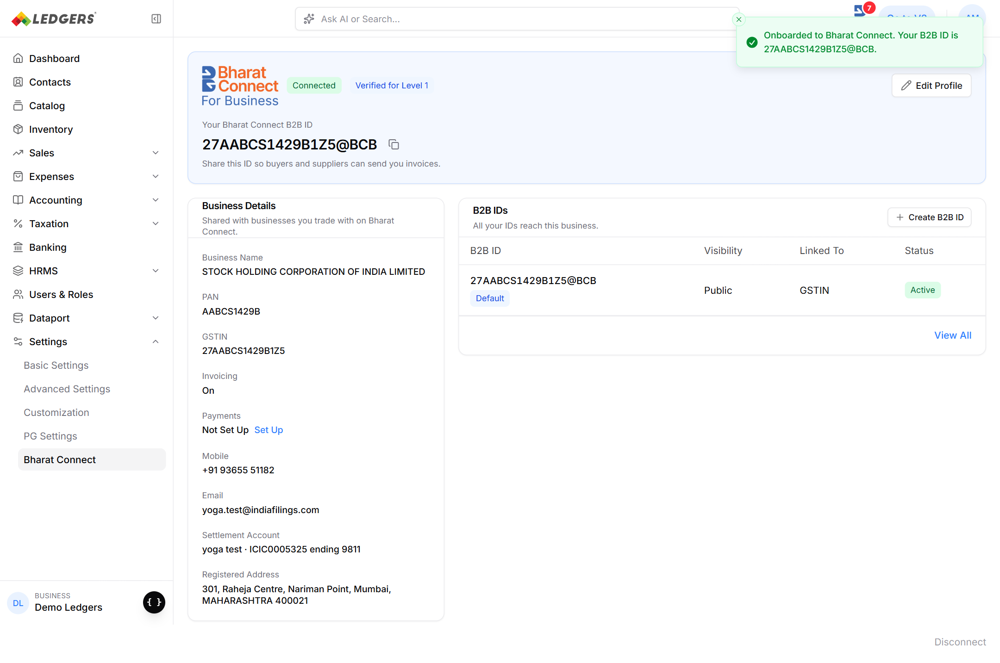 LEDGERS
Ask AI or Search...
7
Onboarded to Bharat Connect. Your B2B ID is
27AABCS1429B1Z5@BCB.
Dashboard
Contacts
Catalog
Inventory
Sales
Expenses
Accounting
Taxation
Banking
HRMS
Users & Roles
Dataport
Settings
Basic Settings
Advanced Settings
Customization
PG Settings
Bharat Connect
DL
BUSINESS
Demo Ledgers
{ }
Bharat
Connect
For Business
Connected
Verified for Level 1
Edit Profile
Your Bharat Connect B2B ID
27AABCS1429B1Z5@BCB
Share this ID so buyers and suppliers can send you invoices.
Business Details
Shared with businesses you trade with on Bharat
Connect.
Business Name
STOCK HOLDING CORPORATION OF INDIA LIMITED
PAN
AABCS1429B
GSTIN
27AABCS1429B1Z5
Invoicing
On
Payments
Not Set Up Set Up
Mobile
+91 93655 51182
Email
yoga.test@indiafilings.com
Settlement Account
yoga test · ICIC0005325 ending 9811
Registered Address
301, Raheja Centre, Nariman Point, Mumbai,
MAHARASHTRA 400021
B2B IDs
All your IDs reach this business.
Create B2B ID
B2B ID Visibility Linked To Status
27AABCS1429B1Z5@BCB
Default
Public GSTIN Active
View All
Disconnect